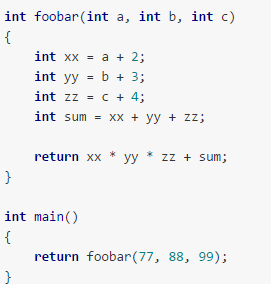 int foobar(int a, int b, int c)
{
    int xx = a + 2;
    int yy = b + 3;
    int zz = c + 4;
    int sum = xx + yy + zz;

    return xx * yy * zz + sum;
}

int main()
{
    return foobar(77, 88, 99);
}